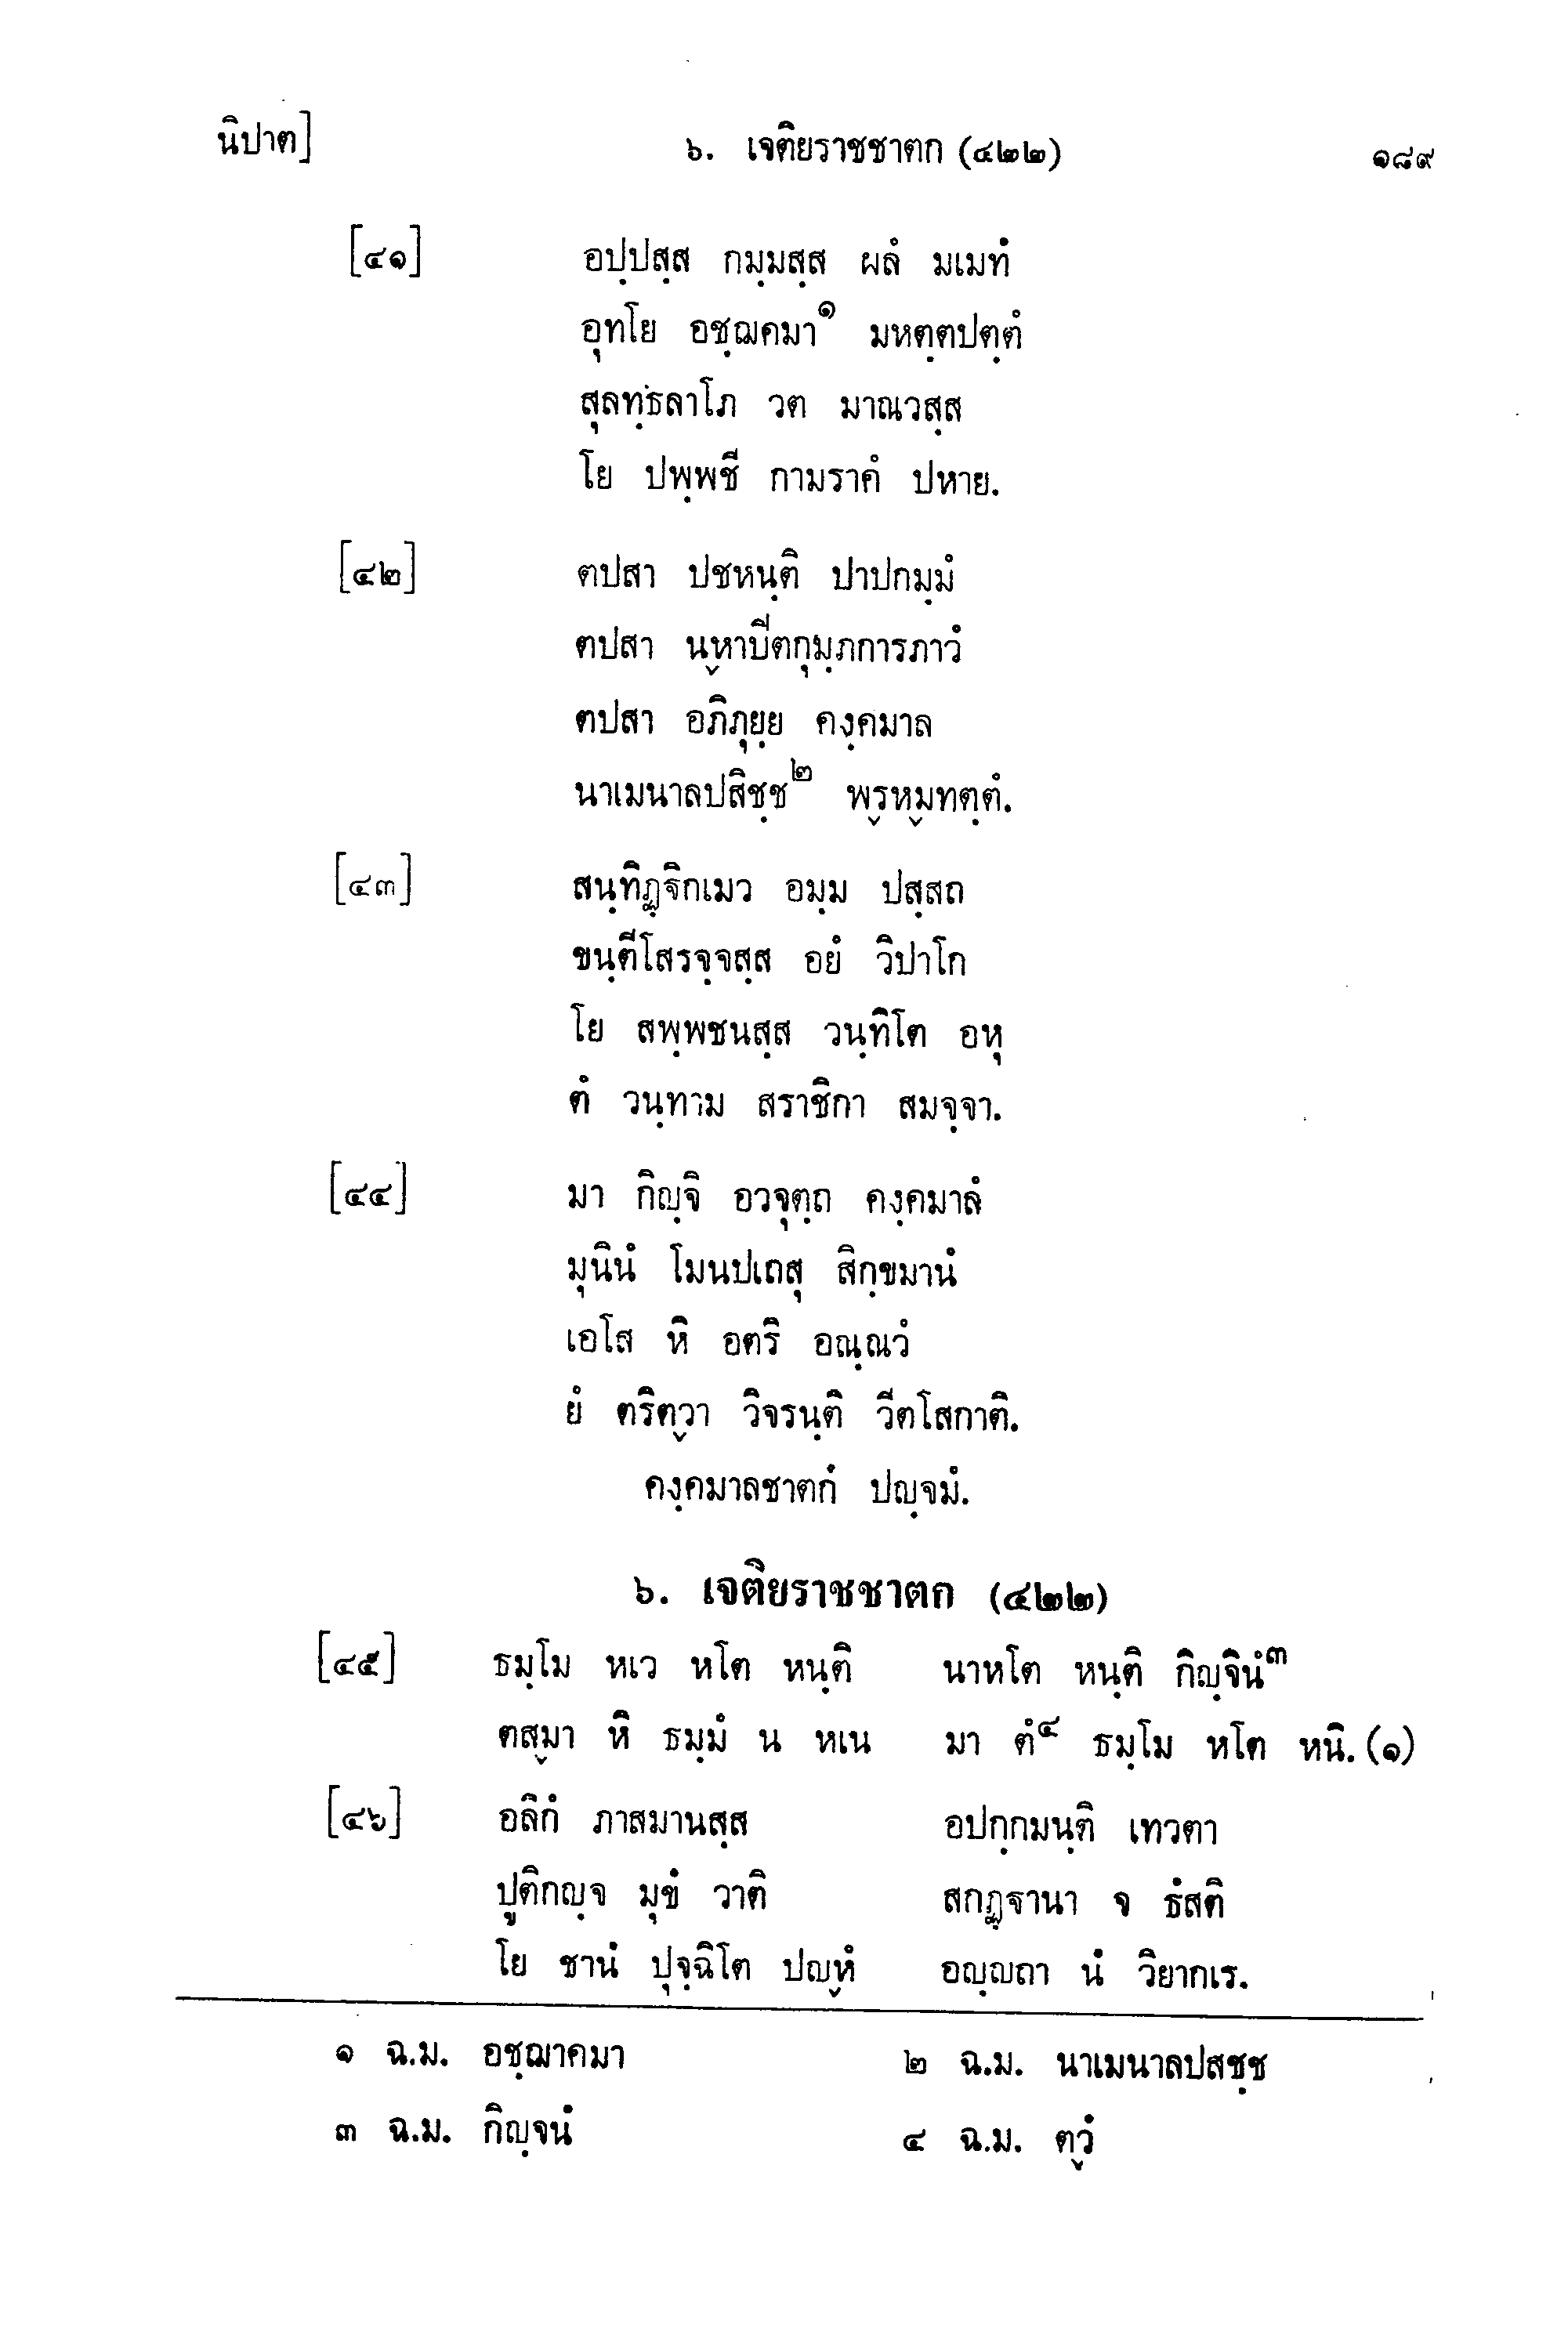 นิปาต] ๖. เจติยราชชาตก (๔๒๒) ๑๘๙
[๔๑] อปฺปสฺส กมฺมสฺส ผลํ มเมทํ
อุทโย อชฺฌคมา๑ มหตฺตปตฺตํ
สุลทฺธลาโภ วต มาณวสฺส
โย ปพฺพชี กามราคํ ปหาย.
[๔๒] ตปสา ปชหนฺติ ปาปกมฺมํ
ตปสา นฺหาปีตกุมฺภการภาวํ
ตปสา อภิภุยฺย คงฺคมาล
นาเมนาลปสิชฺช๒ พฺรหฺมทตฺตํ.
[๔๓] สนฺทิฏฺฐิกเมว อมฺม ปสฺสถ
ขนฺตีโสรจฺจสฺส อยํ วิปาโก
โย สพฺพชนสฺส วนฺทิโต อหุ
ตํ วนฺทาม สราชิกา สมจฺจา.
[๔๔] มา กิญฺจิ อวจุตฺถ คงฺคมาลํ
มุนินํ โมนปเถสุ สิกฺขมานํ
เอโส หิ อตริ อณฺณวํ
ยํ ตริตฺวา วิจรนฺติ วีตโสกาติ.
คงฺคมาลชาตกํ ปญฺจมํ.
๖. เจติยราชชาตก (๔๒๒)
[๔๕] ธมฺโม หเว หโต หนฺติ นาหโต หนฺติ กิญฺจินํ๓
ตสฺมา หิ ธมฺมํ น หเน มา ตํ๔ ธมฺโม หโต หนิ. (๑)
[๔๖] อลิกํ ภาสมานสฺส อปกฺกมนฺติ เทวตา
ปูติกญฺจ มุขํ วาติ สกฏฺฐานา จ ธํสติ
โย ชานํ ปุจฺฉิโต ปญฺหํ อญฺญถา นํ วิยากเร.
๑ ฉ.ม. อชฺฌาคมา ๒ ฉ.ม. นาเมนาลปสชฺช
๓ ฉ.ม. กิญฺจนํ ๔ ฉ.ม. ตฺวํ